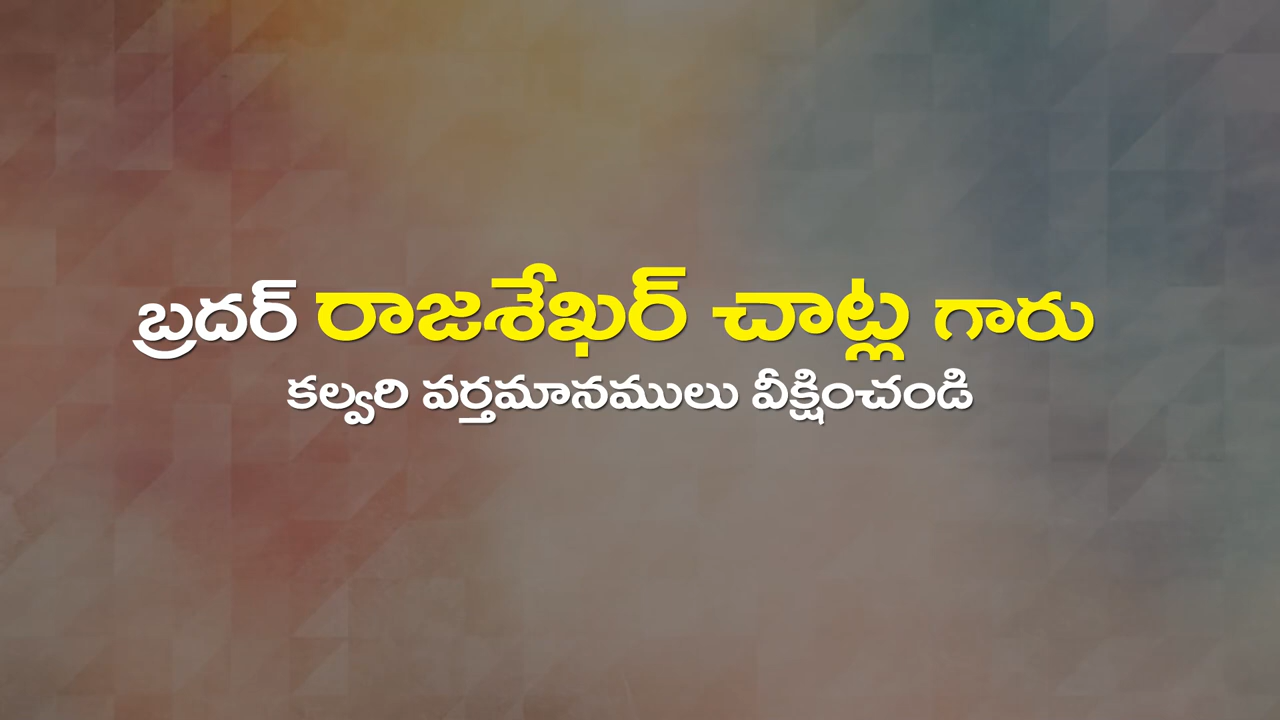 బ్రదర్ రాజశేఖర్ చాట్ల గారు
కల్వరి వర్తమానములు వీక్షించండి